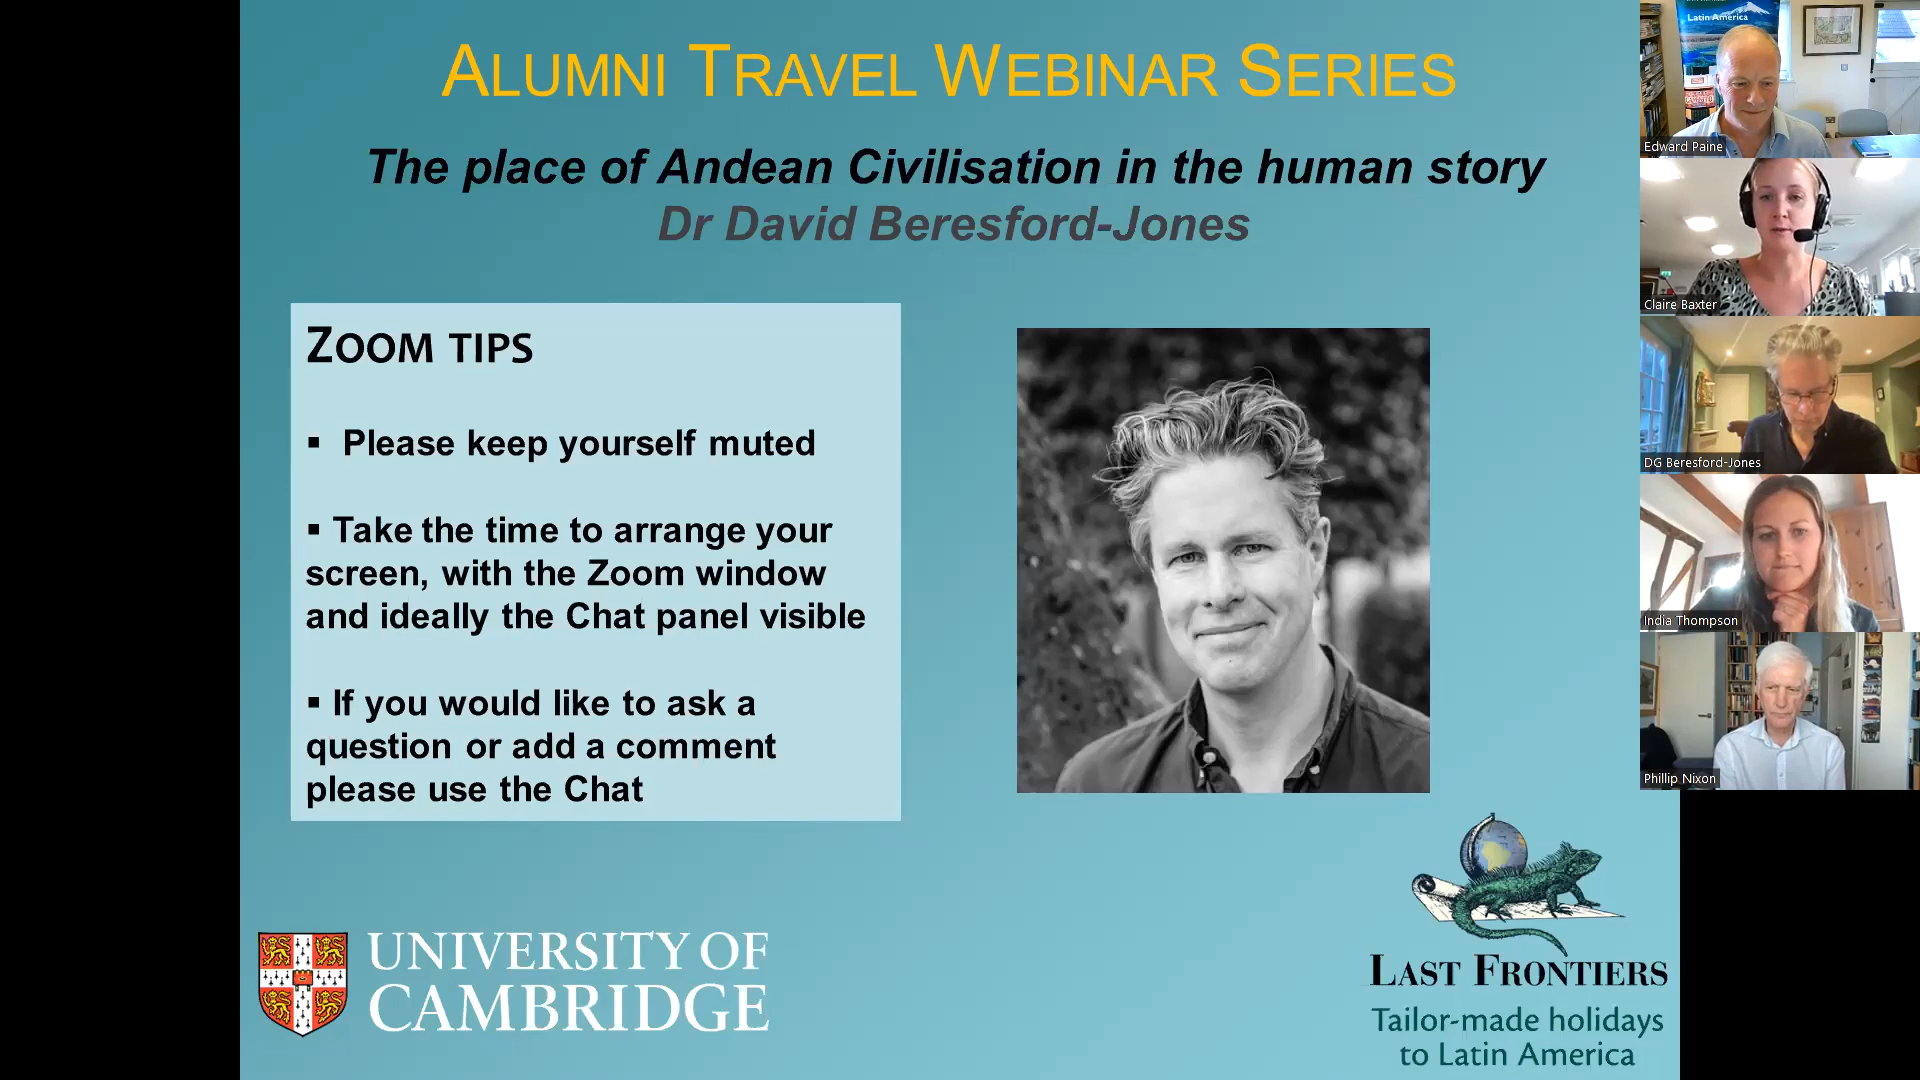 ALUMNI TRAVEL WEBINAR SERIES
The place of Andean Civilisation in the human story
Dr David Beresford-Jones
ZOOM TIPS
▪ Please keep yourself muted
▪ Take the time to arrange your
screen, with the Zoom window
and ideally the Chat panel visible
▪ If you would like to ask a
question or add a comment
please use the Chat
UNIVERSITY OF
CAMBRIDGE
LAST FRONTIERS
Tailor-made holidays
to Latin America
Latin America
Edward Paine
Claire Baxter
DG Beresford-Jones
India Thompson
Phillip Nixon